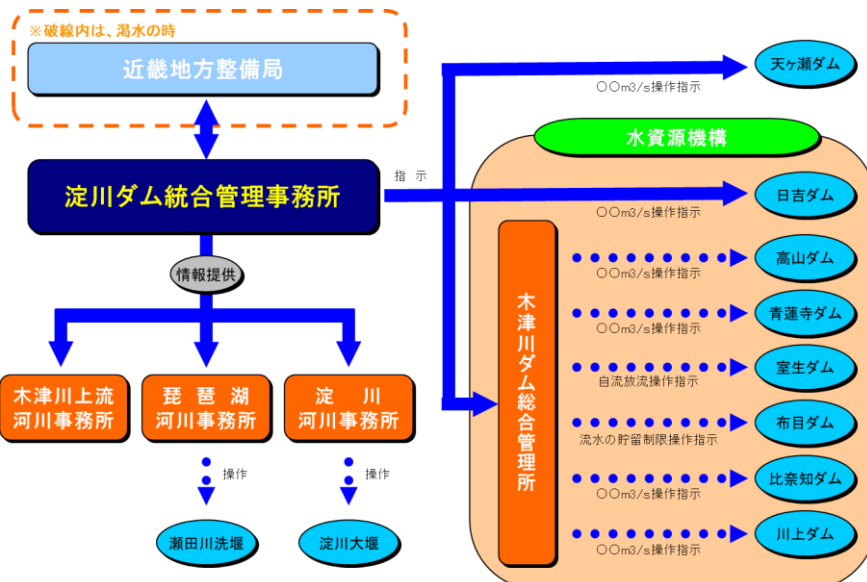 ※破線内は、渇水の時
近畿地方整備局
淀川ダム統合管理事務所
指 示
情報提供
木津川上流
河川事務所
琵 琶 湖
河川事務所
淀 川
河川事務所
操作
操作
瀬田川洗堰
淀川大堰
天ヶ瀬ダム
〇〇m3/s操作指示
水資源機構
日吉ダム
〇〇m3/s操作指示
木津川ダム総合管理所
高山ダム
〇〇m3/s操作指示
青蓮寺ダム
〇〇m3/s操作指示
室生ダム
自流放流操作指示
布目ダム
流水の貯留制限操作指示
比奈知ダム
〇〇m3/s操作指示
川上ダム
〇〇m3/s操作指示